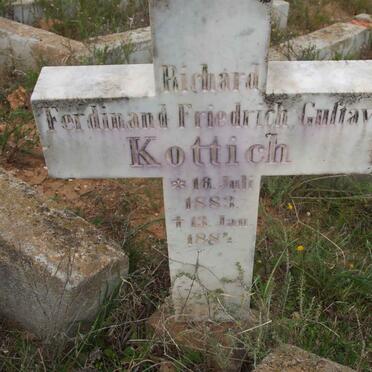 Richard
Ferdinand Friedrich Gustav
Kottich
* 18. Juli
1883.
† 13. Jan